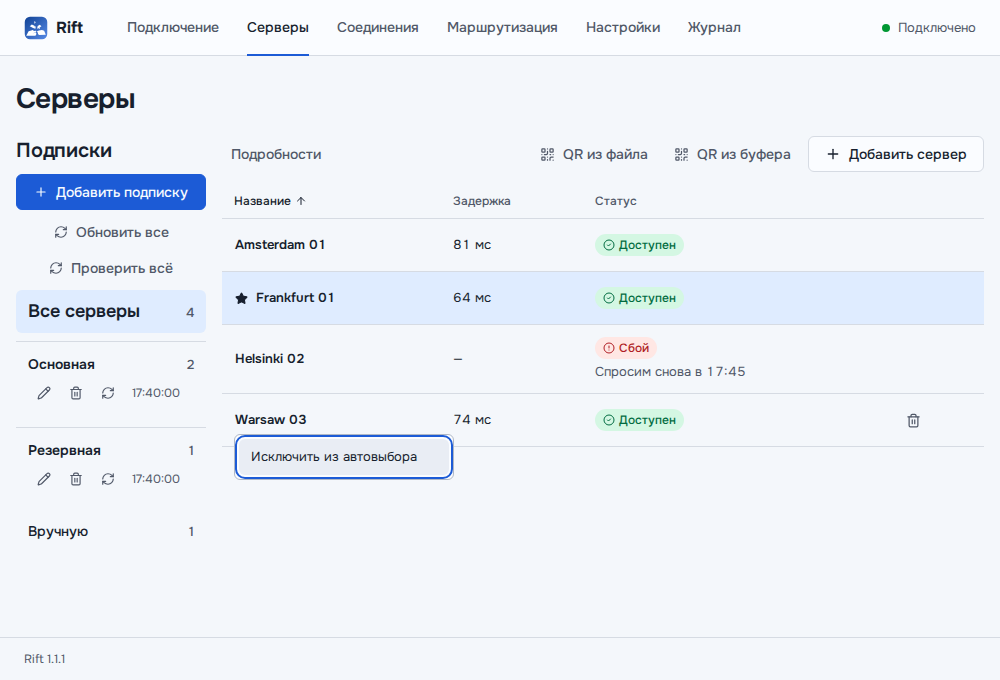 Rift
Подключение
Серверы
Соединения
Маршрутизация
Настройки
Журнал
Подключено
Серверы
Подписки
Добавить подписку
Обновить все
Проверить всё
Все серверы 4
Основная 2
17:40:00
Резервная 1
17:40:00
Вручную 1
Подробности
QR из файла
QR из буфера
Добавить сервер
Название Задержка Статус
Amsterdam 01 81 мс Доступен
Frankfurt 01 64 мс Доступен
Helsinki 02 – Сбой
Спросим снова в 17:45
Warsaw 03 74 мс Доступен
Исключить из автовыбора
Rift 1.1.1